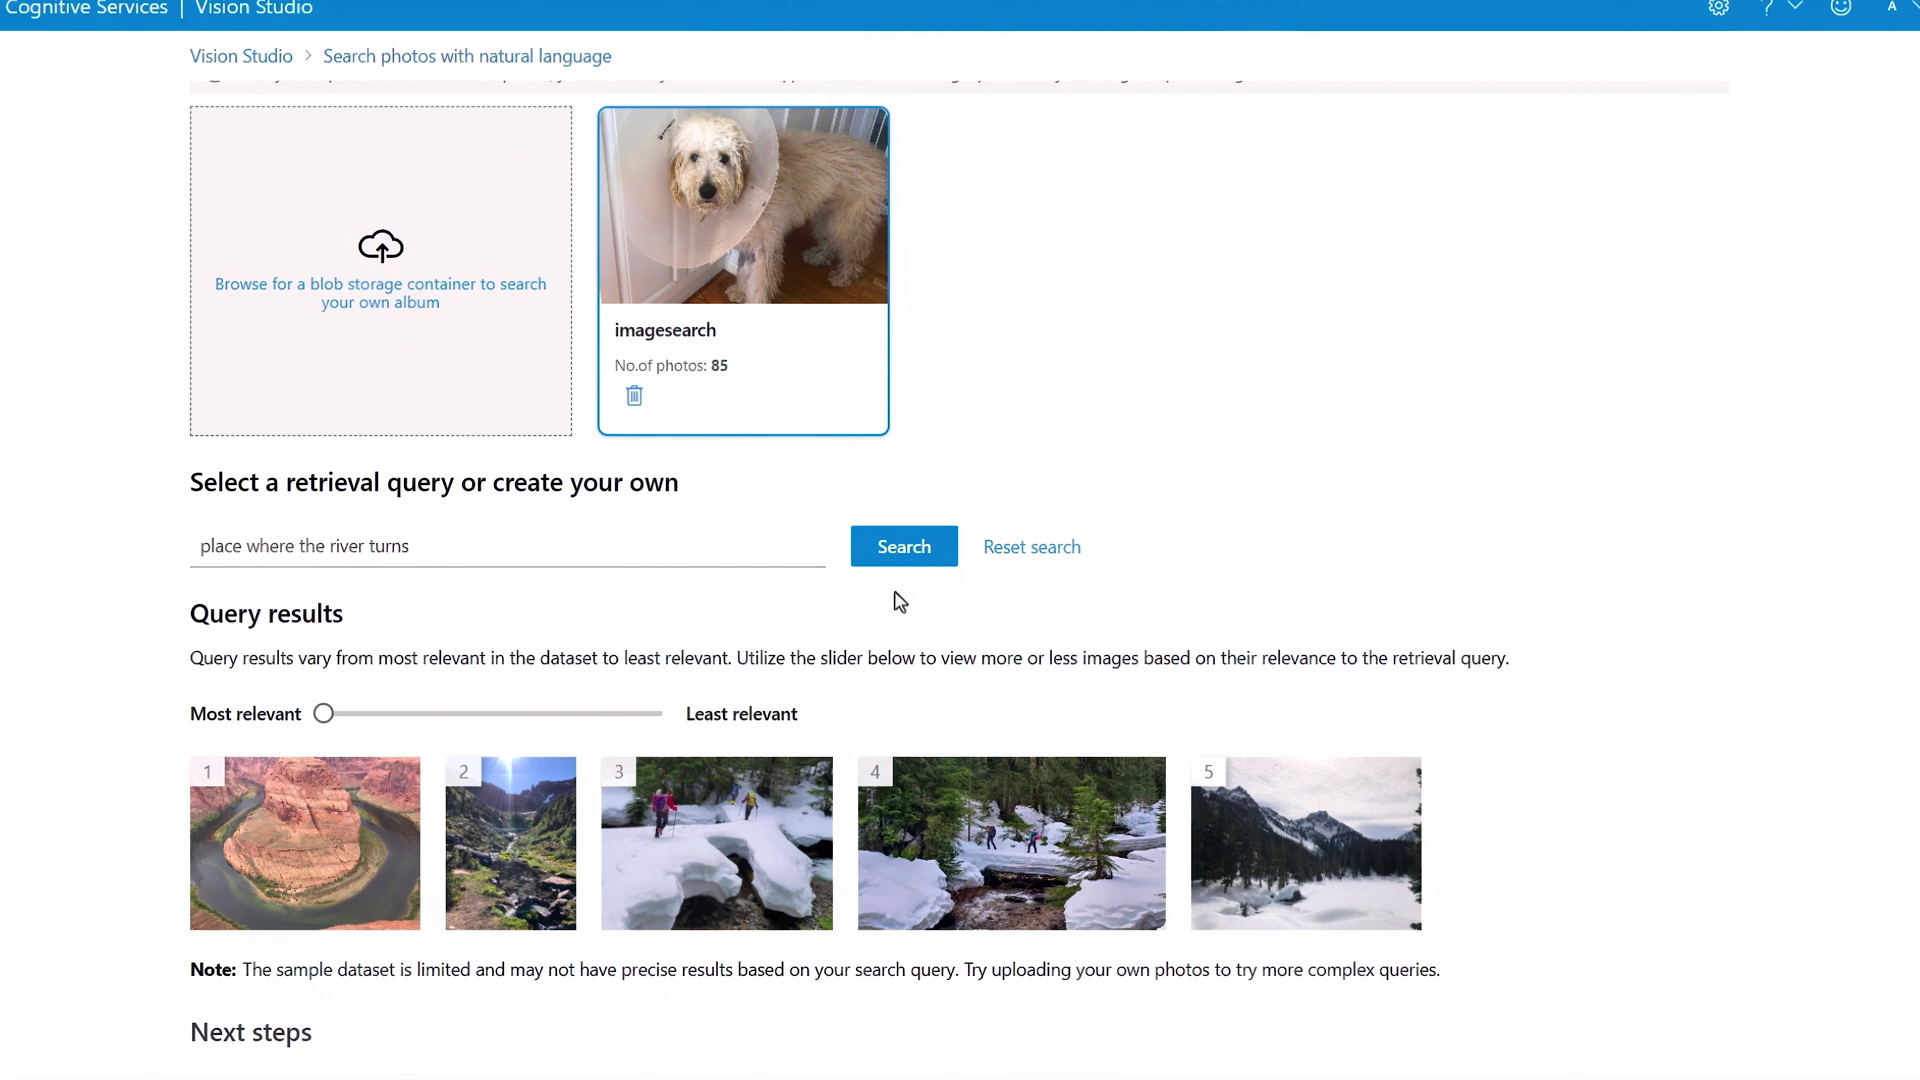 Cognitive Services | Vision Studio
A
Vision Studio > Search photos with natural language
Browse for a blob storage container to search
your own album
imagesearch
No.of photos: 85
Select a retrieval query or create your own
place where the river turns
Search
Reset search
Query results
Query results vary from most relevant in the dataset to least relevant. Utilize the slider below to view more or less images based on their relevance to the retrieval query.
Most relevant
Least relevant
1
2
3
4
5
Note: The sample dataset is limited and may not have precise results based on your search query. Try uploading your own photos to try more complex queries.
Next steps